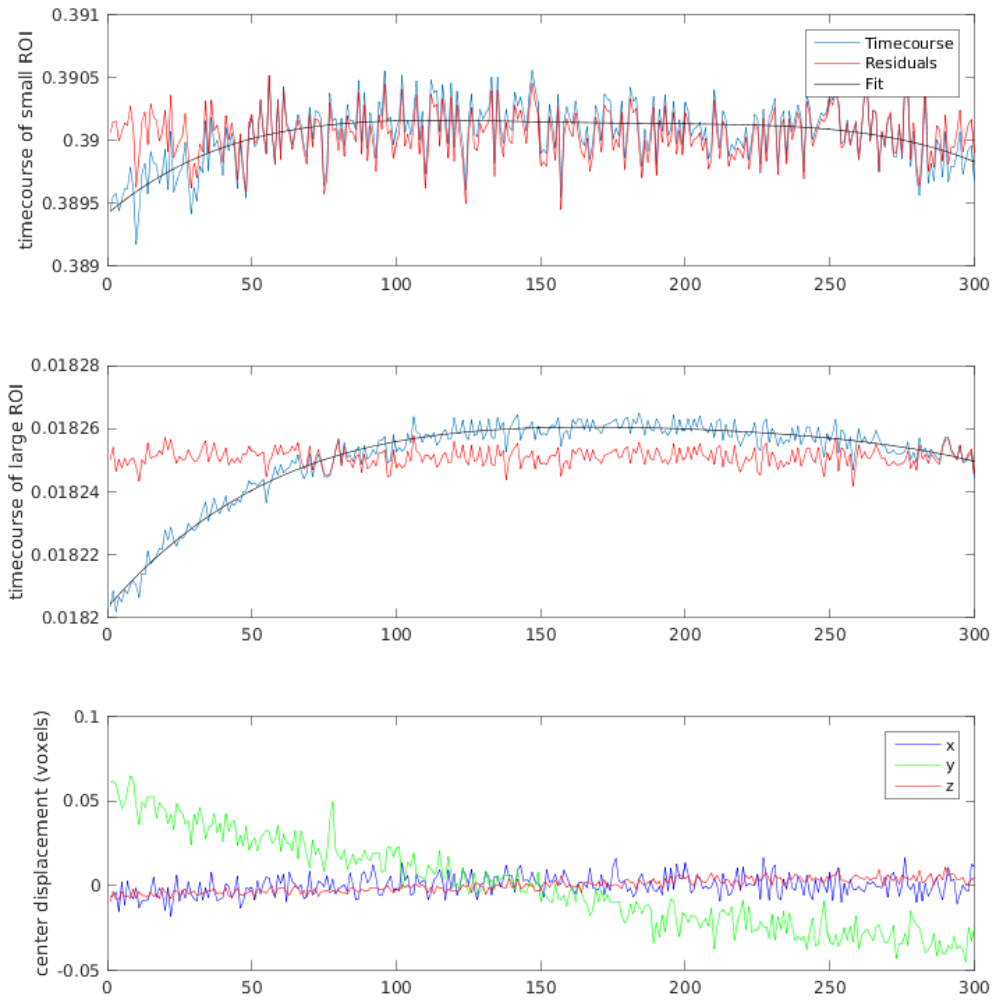 timecourse of small ROI
0.391
0.3905
0.39
0.3895
0.389
Timecourse
Residuals
Fit
0 50 100 150 200 250 300
timecourse of large ROI
0.01828
0.01826
0.01824
0.01822
0.0182
0 50 100 150 200 250 300
center displacement (voxels)
0.1
0.05
0
-0.05
x
y
z
0 50 100 150 200 250 300